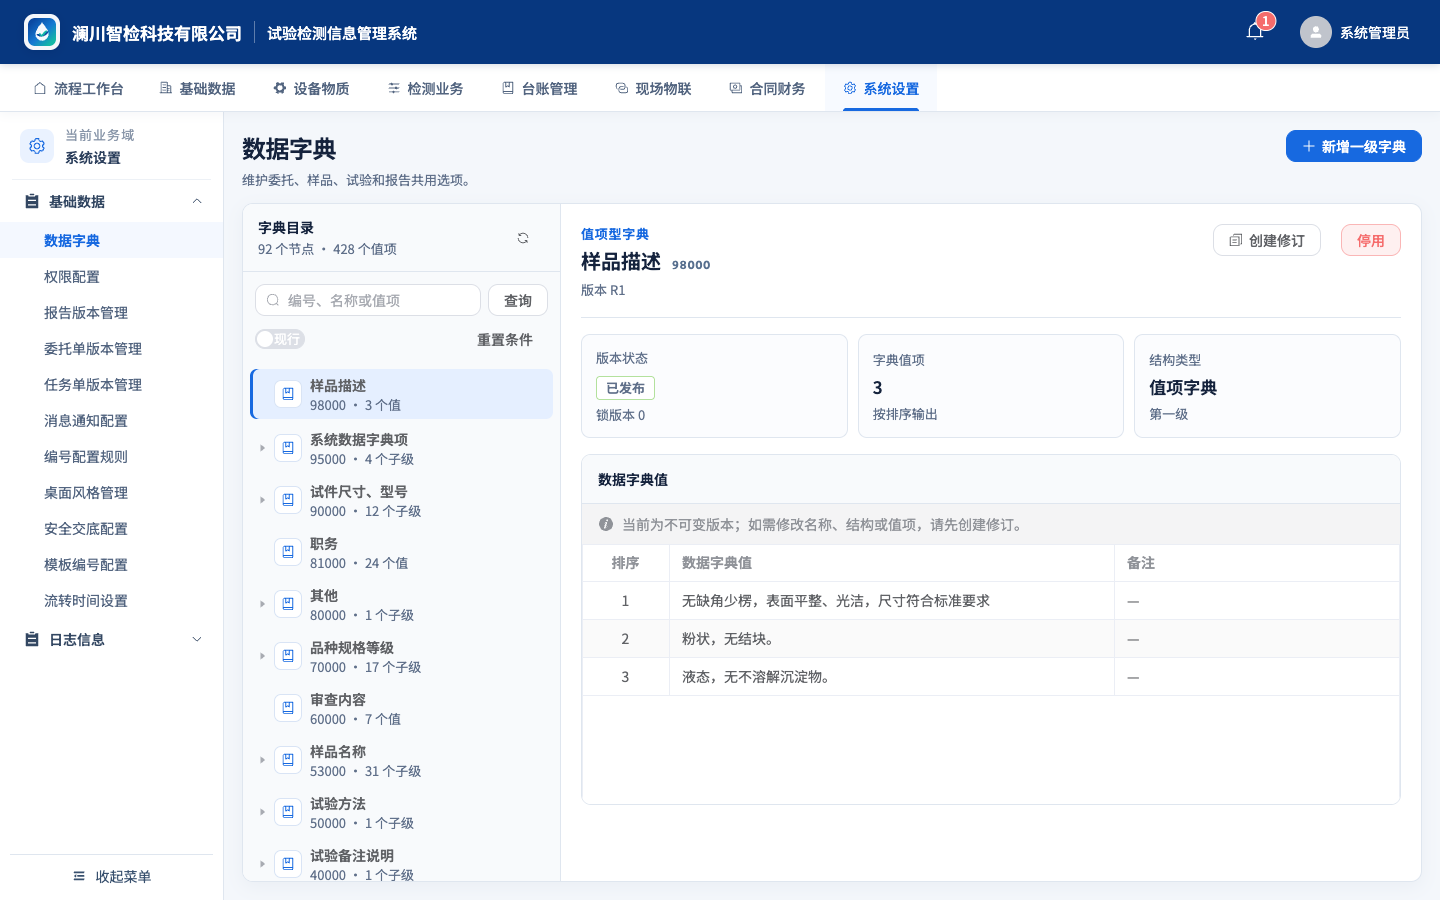 澜川智检科技有限公司
试验检测信息管理系统
1
系统管理员
流程工作台
基础数据
设备物质
检测业务
台账管理
现场物联
合同财务
系统设置
当前业务域
系统设置
基础数据
数据字典
权限配置
报告版本管理
委托单版本管理
任务单版本管理
消息通知配置
编号配置规则
桌面风格管理
安全交底配置
模板编号配置
流转时间设置
日志信息
收起菜单
数据字典
维护委托、样品、试验和报告共用选项。
新增一级字典
字典目录
92 个节点 • 428 个值项
编号、名称或值项
查询
现行
重置条件
样品描述
98000 • 3 个值
系统数据字典项
95000 • 4 个子级
试件尺寸、型号
90000 • 12 个子级
职务
81000 • 24 个值
其他
80000 • 1 个子级
品种规格等级
70000 • 17 个子级
审查内容
60000 • 7 个值
样品名称
53000 • 31 个子级
试验方法
50000 • 1 个子级
试验备注说明
40000 • 1 个子级
值项型字典
样品描述 98000
版本 R1
创建修订
停用
版本状态
已发布
锁版本 0
字典值项
3
按排序输出
结构类型
值项字典
第一级
数据字典值
当前为不可变版本；如需修改名称、结构或值项，请先创建修订。
排序 数据字典值 备注
1 无缺角少楞，表面平整、光洁，尺寸符合标准要求 —
2 粉状，无结块。 —
3 液态，无不溶解沉淀物。 —